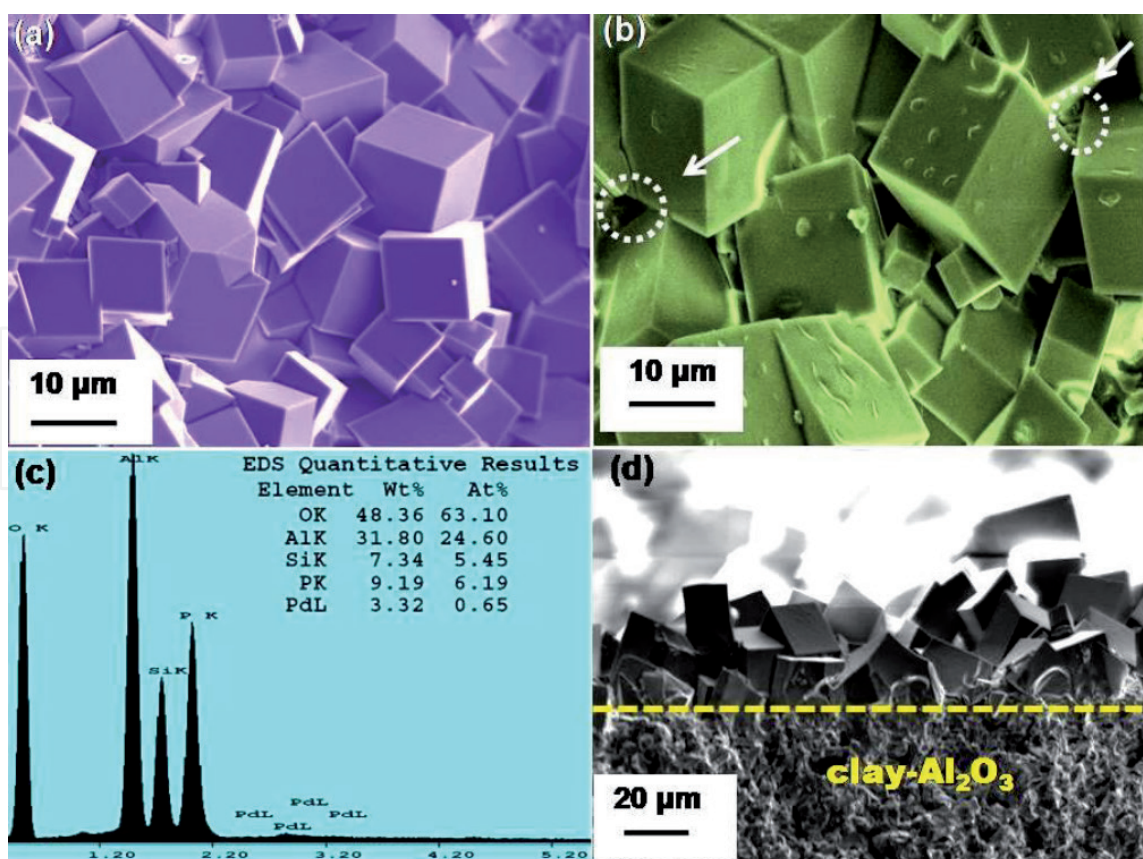 (a)
10 µm
(b)
10 µm
(c)
AlK
O K
SiK
P K
PdL
PdL PdL
PdL
EDS Quantitative Results
Element Wt% At%
OK 48.36 63.10
AlK 31.80 24.60
SiK 7.34 5.45
PK 9.19 6.19
PdL 3.32 0.65
1.20 2.20 3.20 4.20 5.20
(d)
clay-Al₂O₃
20 µm